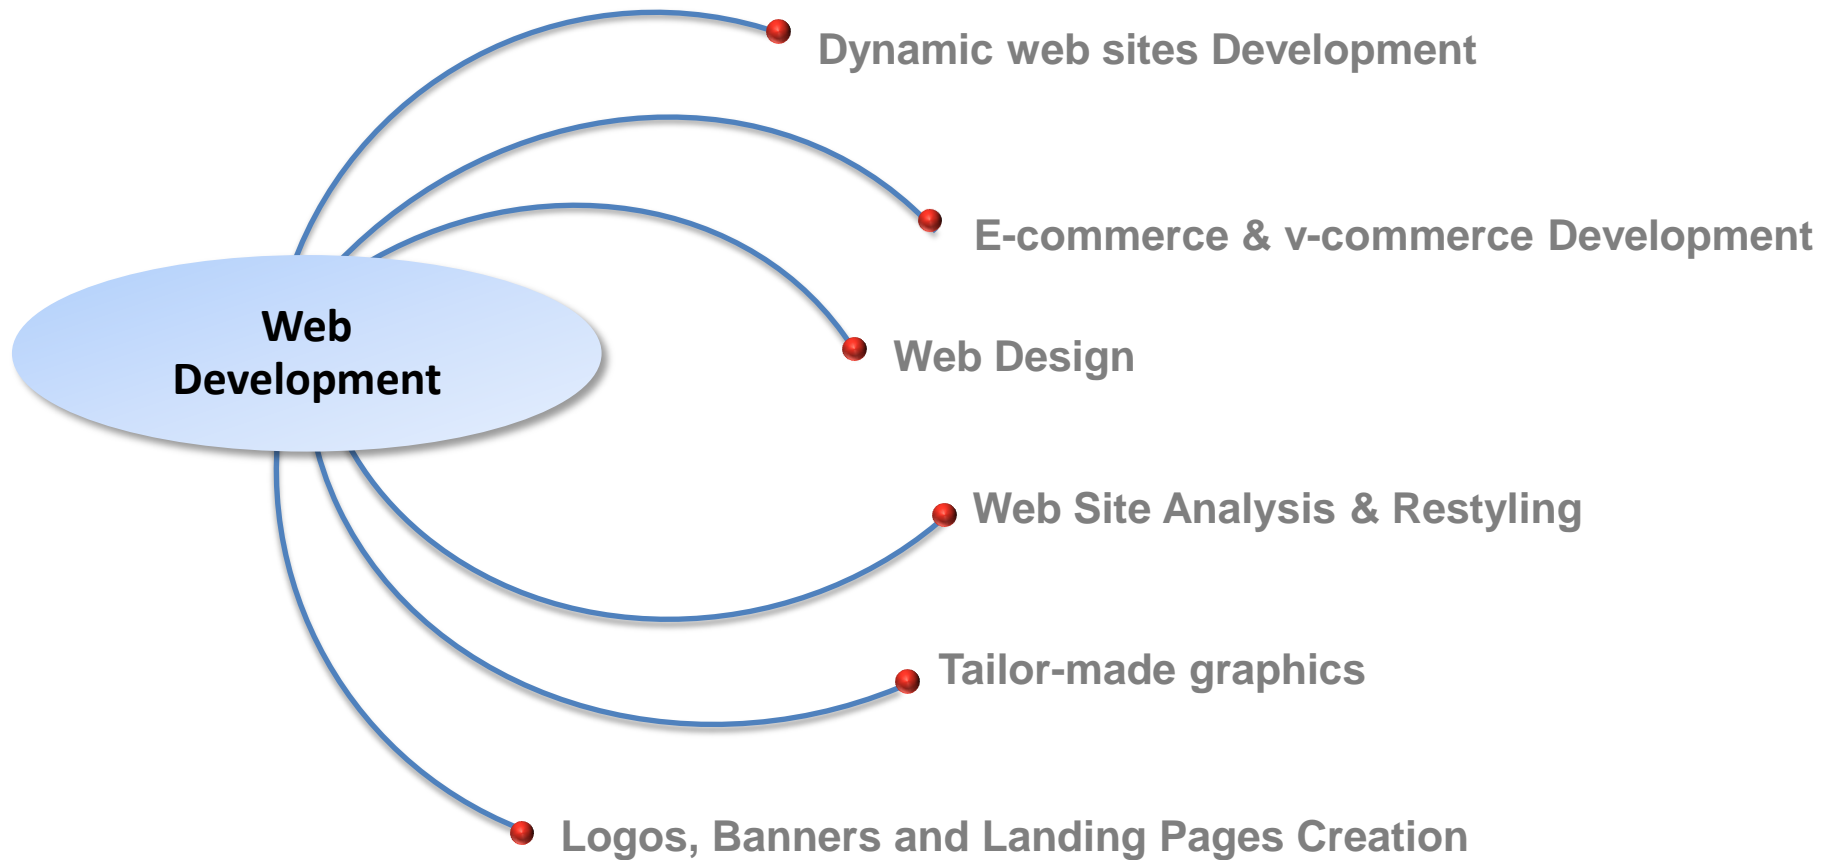 Dynamic web sites Development
E-commerce & v-commerce Development
Web
Development
Web Design
Web Site Analysis & Restyling
Tailor-made graphics
Logos, Banners and Landing Pages Creation